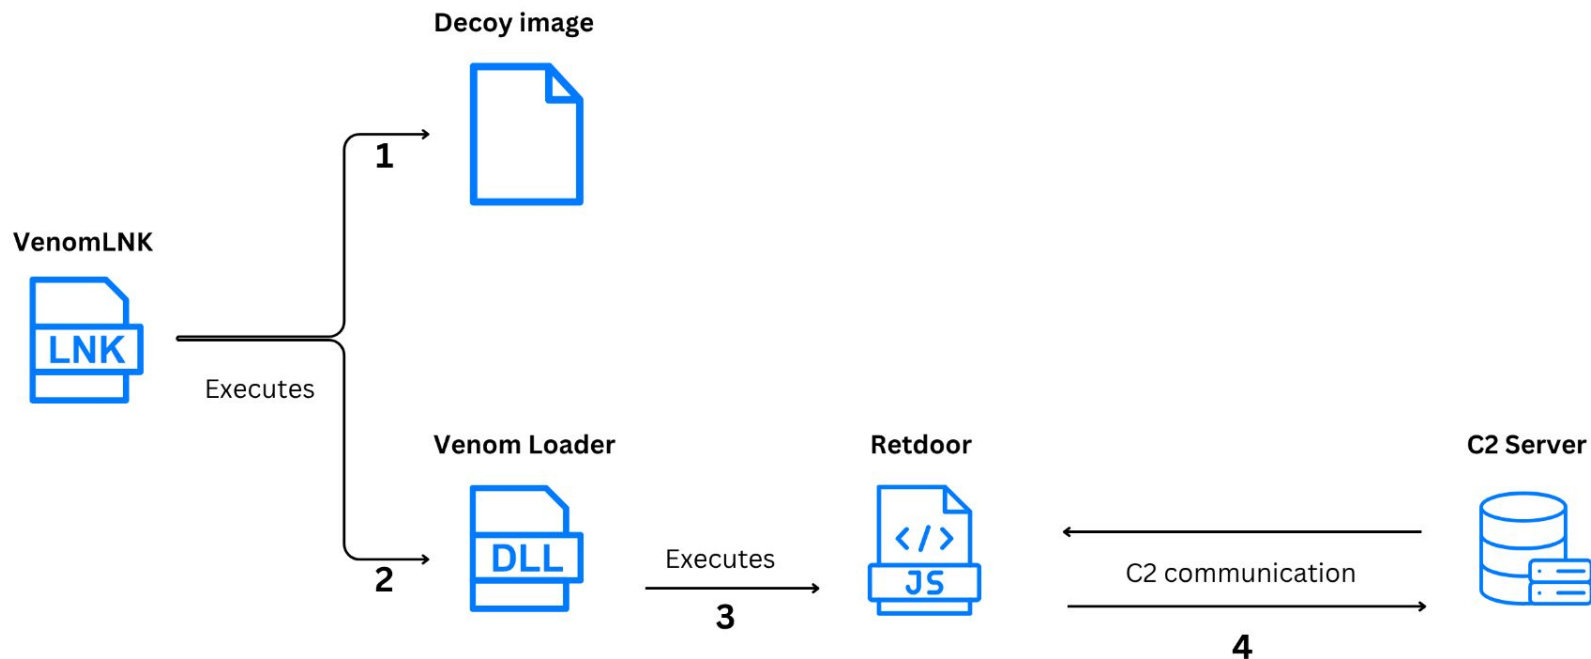 Decoy image
1
VenomLNK
LNK
Executes
Venom Loader
DLL
2
Executes
3
Retdoor
</>
JS
C2 Server
C2 communication
4